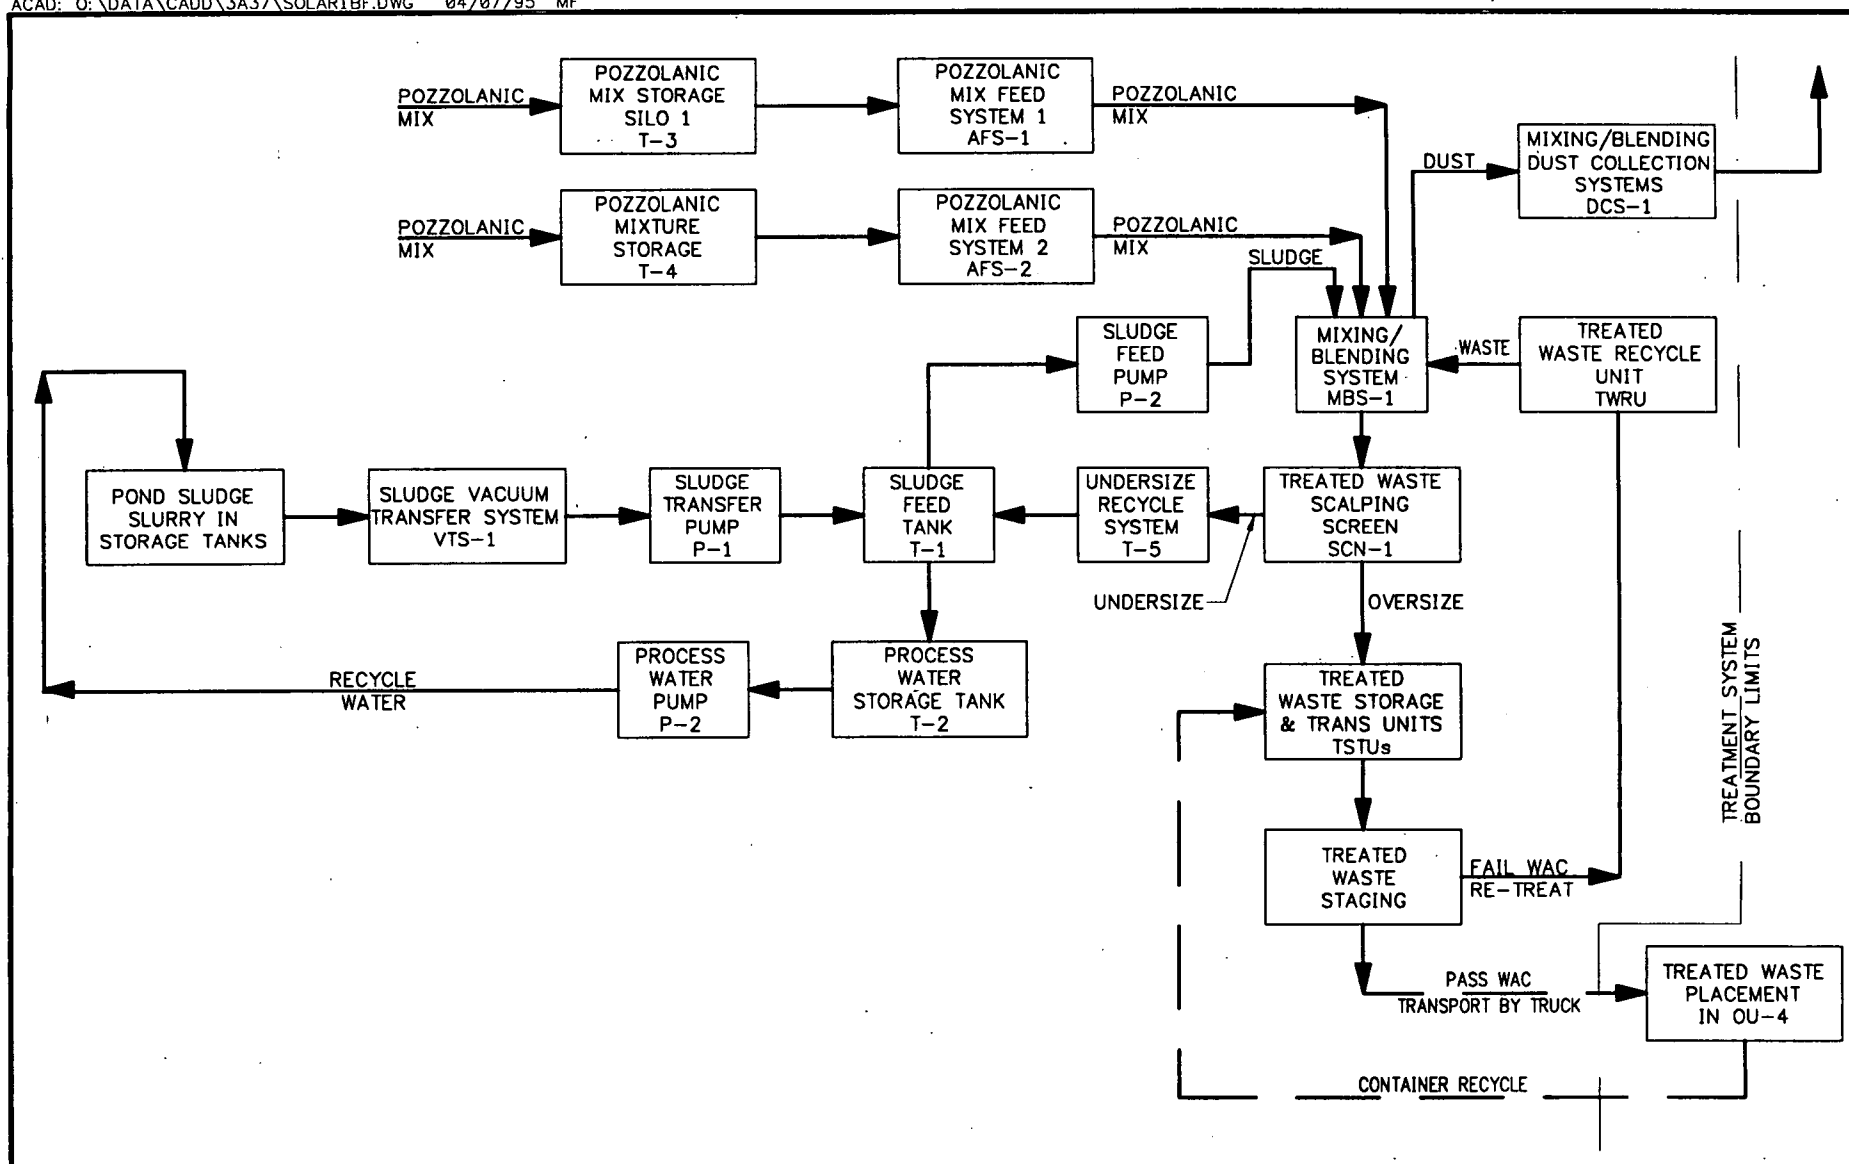 ACAD: O:\DATA\CADD\3A37\SOLAR1BF.DWG 04/07/95 MF
POZZOLANIC
MIX
POZZOLANIC
MIX STORAGE
SILO 1
T-3
POZZOLANIC
MIX FEED
SYSTEM 1
AFS-1
POZZOLANIC
MIX
DUST
MIXING/BLENDING
DUST COLLECTION
SYSTEMS
DCS-1
POZZOLANIC
MIX
POZZOLANIC
MIXTURE
STORAGE
T-4
POZZOLANIC
MIX FEED
SYSTEM 2
AFS-2
POZZOLANIC
MIX
SLUDGE
SLUDGE
FEED
PUMP
P-2
MIXING/
BLENDING
SYSTEM
MBS-1
WASTE
TREATED
WASTE RECYCLE
UNIT
TWRU
POND SLUDGE
SLURRY IN
STORAGE TANKS
SLUDGE VACUUM
TRANSFER SYSTEM
VTS-1
SLUDGE
TRANSFER
PUMP
P-1
SLUDGE
FEED
TANK
T-1
UNDERSIZE
RECYCLE
SYSTEM
T-5
TREATED WASTE
SCALPING
SCREEN
SCN-1
UNDERSIZE
OVERSIZE
RECYCLE
WATER
PROCESS
WATER
PUMP
P-2
PROCESS
WATER
STORAGE TANK
T-2
TREATED
WASTE STORAGE
& TRANS UNITS
TSTUs
TREATMENT SYSTEM
BOUNDARY LIMITS
TREATED
WASTE
STAGING
FAIL WAC
RE-TREAT
PASS WAC
TRANSPORT BY TRUCK
TREATED WASTE
PLACEMENT
IN OU-4
CONTAINER RECYCLE